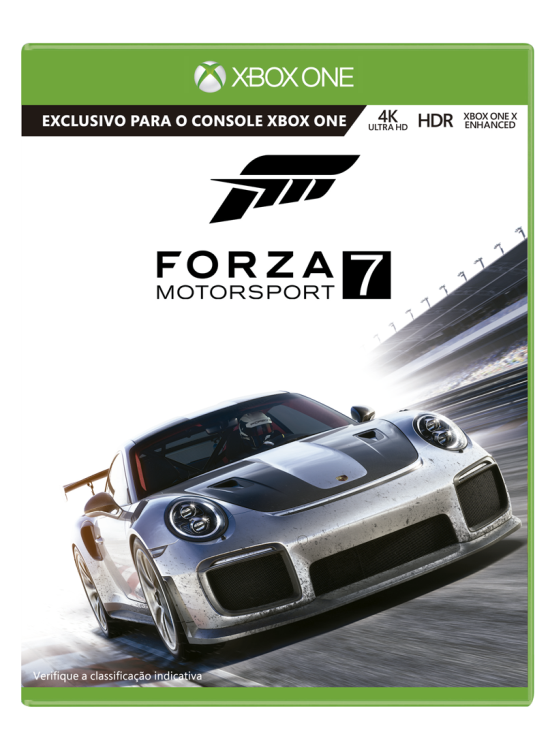 XBOX ONE
EXCLUSIVO PARA O CONSOLE XBOX ONE
4K
ULTRA HD
HDR
XBOX ONE X
ENHANCED
FORZA
MOTORSPORT 7
Verifique a classificação indicativa